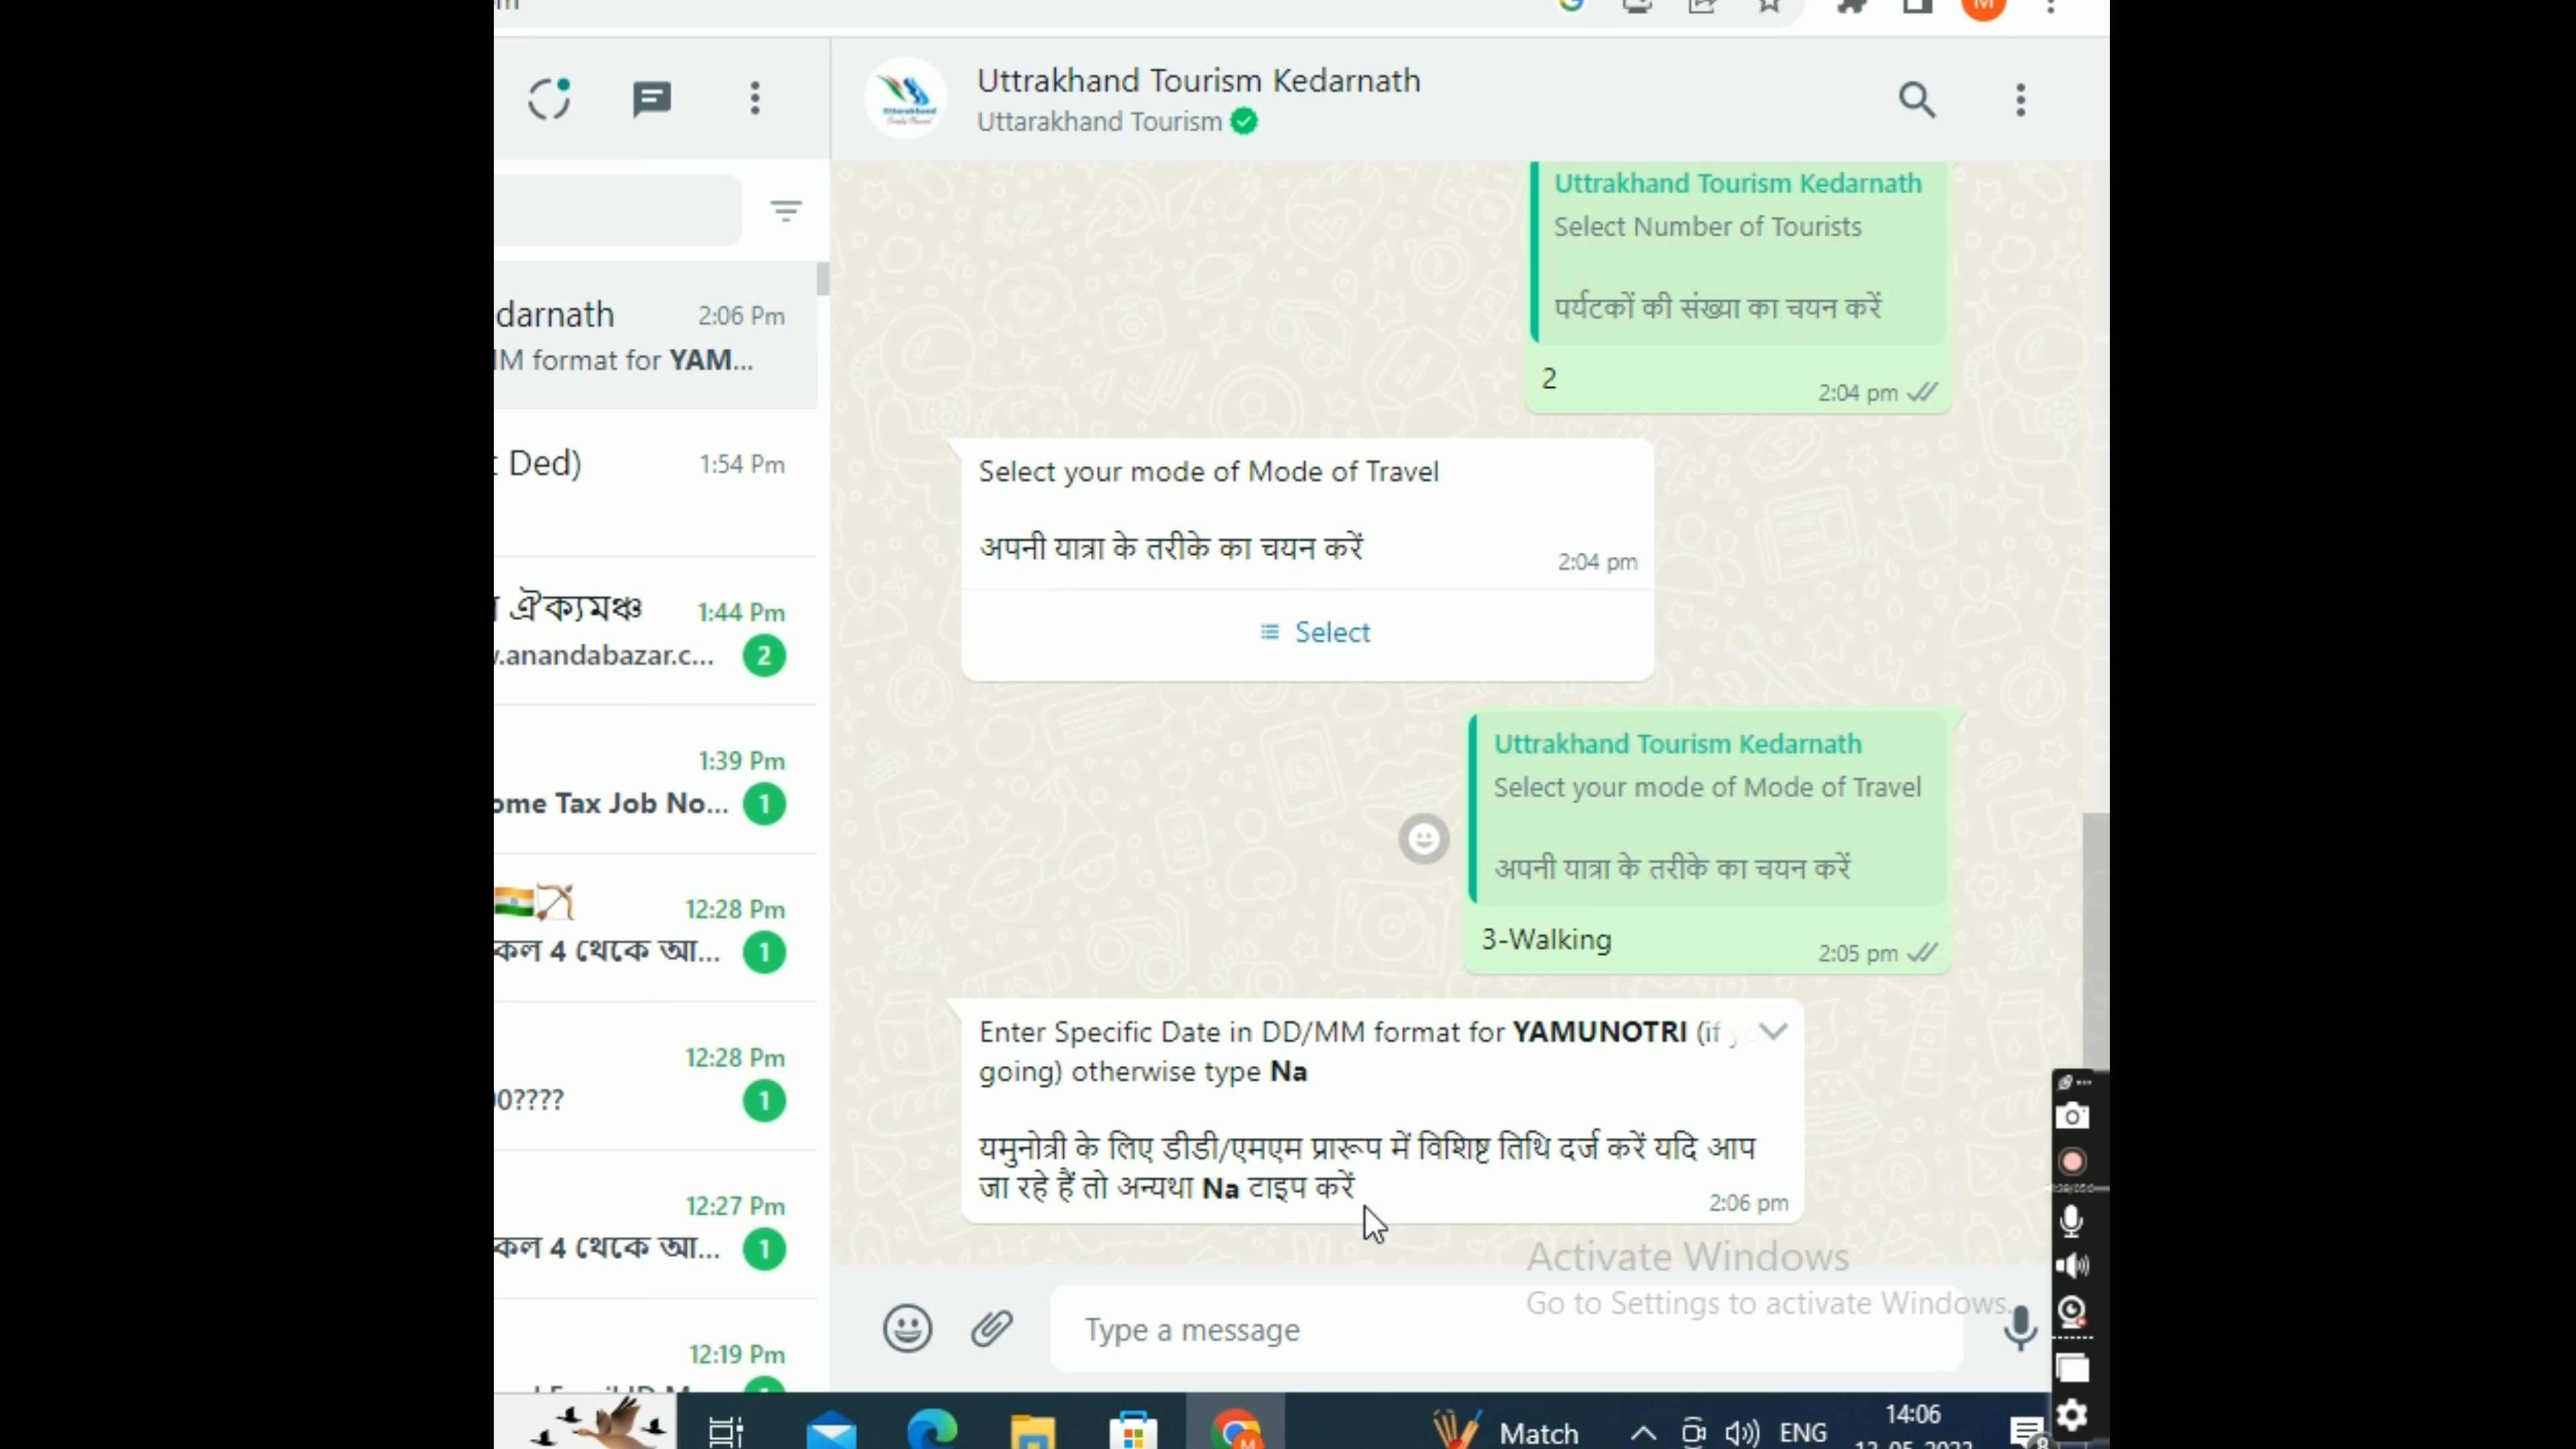 Uttrakhand Tourism Kedarnath
Uttarakhand Tourism
darnath 2:06 Pm
M format for YAM...
Ded) 1:54 Pm
ঐক্যমঞ্চ 1:44 Pm
.anandabazar.c... 2
1:39 Pm
ome Tax Job No... 1
12:28 Pm
কল 4 থেকে আ... 1
12:28 Pm
0???? 1
12:27 Pm
কল 4 থেকে আ... 1
12:19 Pm
Uttrakhand Tourism Kedarnath
Select Number of Tourists
पर्यटकों की संख्या का चयन करें
2
2:04 pm
Select your mode of Mode of Travel
अपनी यात्रा के तरीके का चयन करें
2:04 pm
Select
Uttrakhand Tourism Kedarnath
Select your mode of Mode of Travel
अपनी यात्रा के तरीके का चयन करें
3-Walking
2:05 pm
Enter Specific Date in DD/MM format for YAMUNOTRI (if
going) otherwise type Na
यमुनोत्री के लिए डीडी/एमएम प्रारूप में विशिष्ट तिथि दर्ज करें यदि आप
जा रहे हैं तो अन्यथा Na टाइप करें
2:06 pm
Activate Windows
Go to Settings to activate Windows.
Type a message
Match
ENG
14:06